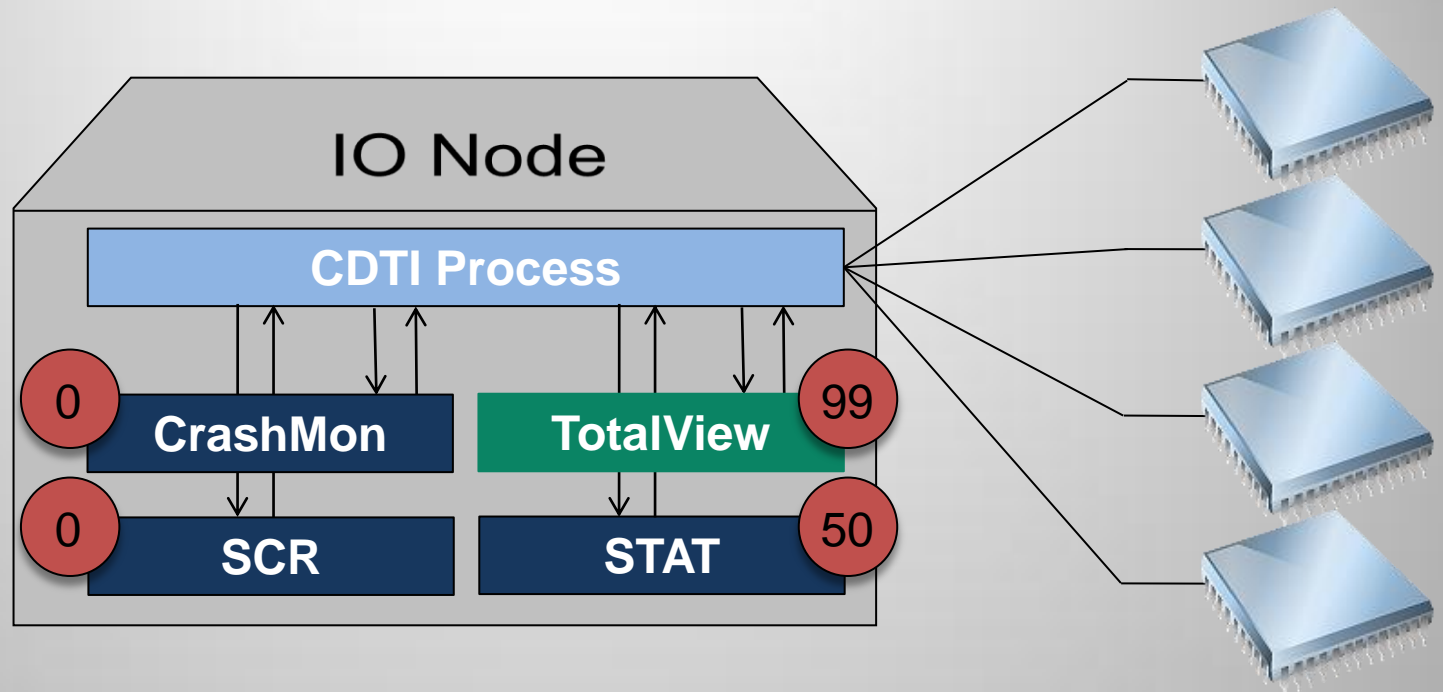 IO Node
CDTI Process
0
CrashMon
TotalView
99
0
SCR
STAT
50